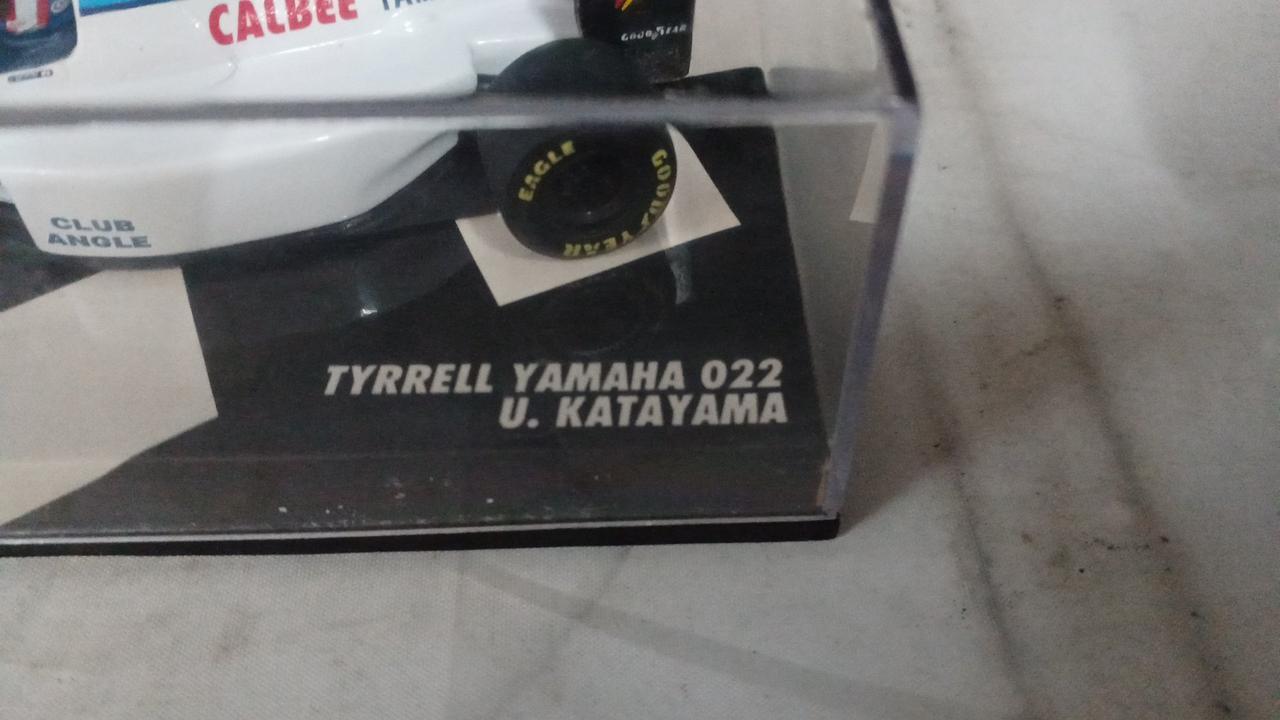 CALBEE
GOODYEAR
EAGLE
GOODYEAR
CLUB
ANGLE
TYRRELL YAMAHA 022
U. KATAYAMA